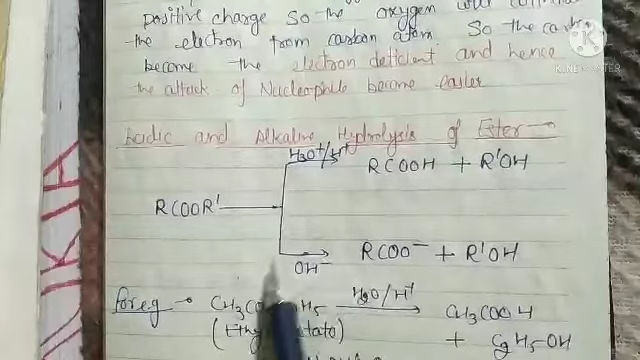 positive charge so the oxygen will
the electron from carbon atom. So the
become the electron deficient and hence
the attack of Nucleophile become easier
KINEMASTER
Acidic and Alkaline Hydrolysis of Ester →
H3O+/H+
RCOOH + R'OH
RCOOR'
RCOO- + R'OH
OH-
For eg → H2O/H+
CH3COOH
+ C2H5-OH